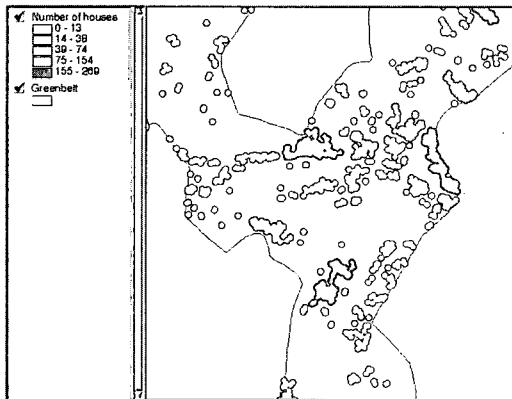 Number of houses
0 - 13
14 - 38
39 - 74
75 - 154
155 - 269
Greenbelt